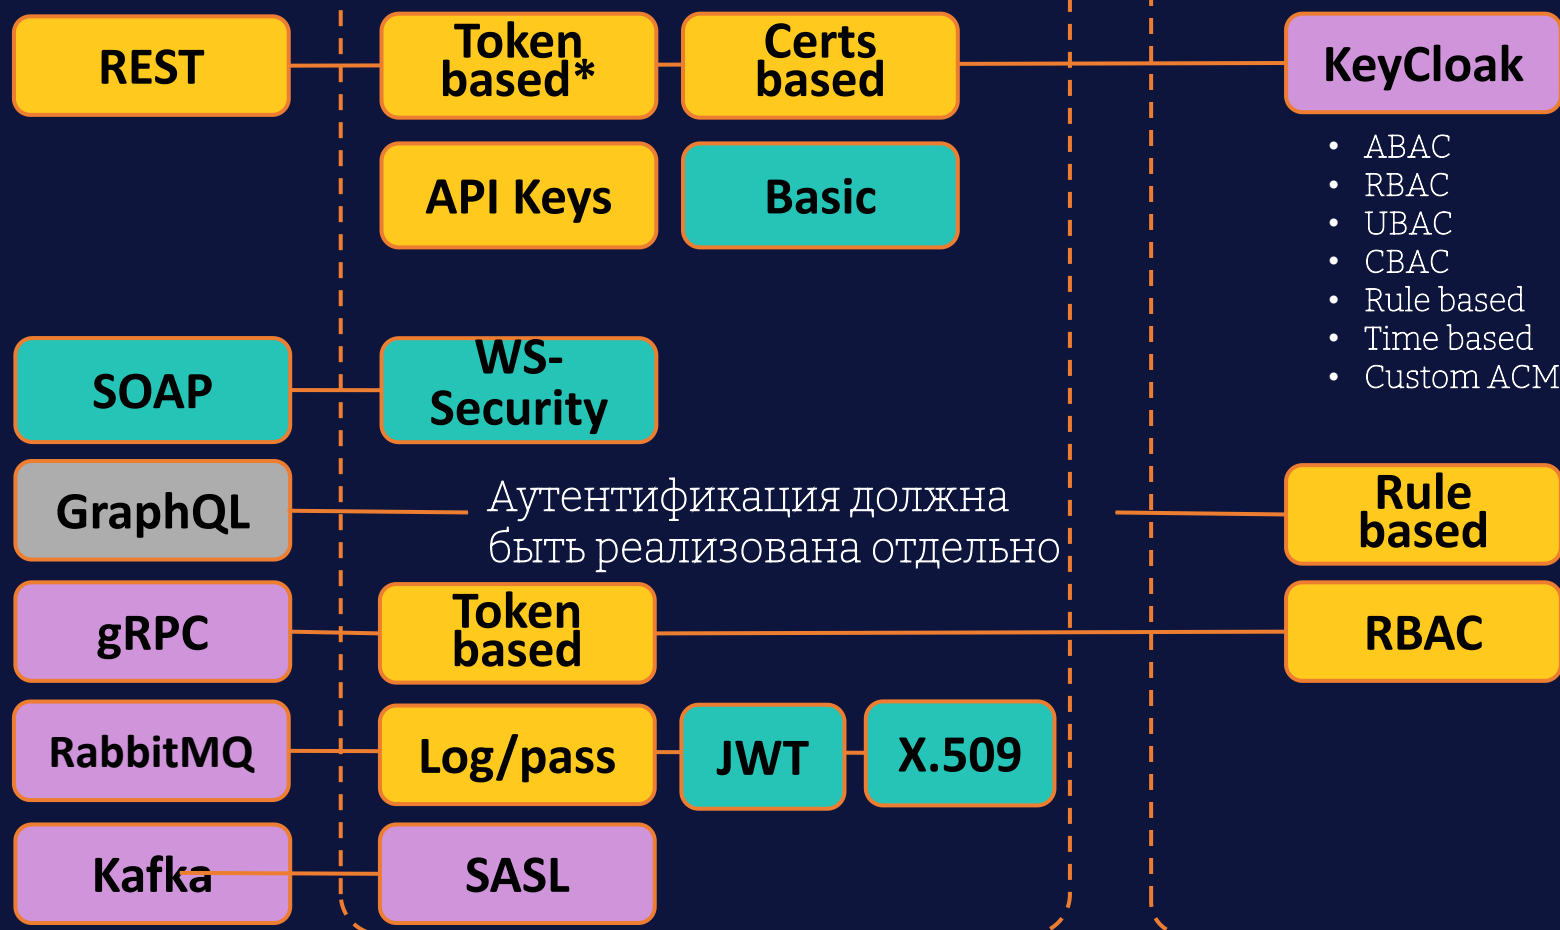 REST
Token
based*
Certs
based
KeyCloak
API Keys
Basic
• ABAC
• RBAC
• UBAC
• CBAC
• Rule based
• Time based
• Custom ACM
SOAP
WS-
Security
GraphQL
Аутентификация должна
быть реализована отдельно
Rule
based
gRPC
Token
based
RBAC
RabbitMQ
Log/pass
JWT
X.509
Kafka
SASL